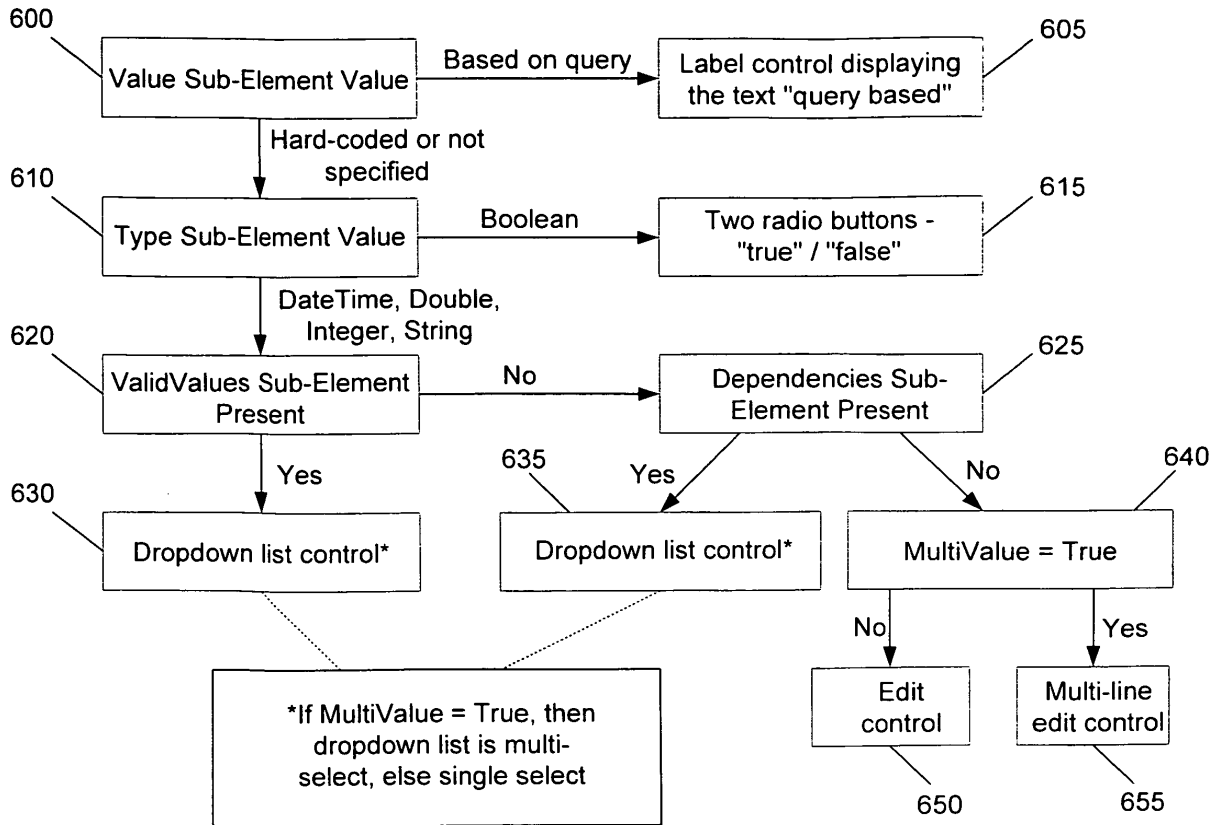 600
Value Sub-Element Value
Based on query
Label control displaying
the text "query based"
605
Hard-coded or not
specified
610
Type Sub-Element Value
Boolean
Two radio buttons -
"true" / "false"
615
DateTime, Double,
Integer, String
620
ValidValues Sub-Element
Present
No
Dependencies Sub-
Element Present
625
Yes
635
Yes
No
640
630
Dropdown list control*
Dropdown list control*
MultiValue = True
No
Yes
*If MultiValue = True, then
dropdown list is multi-
select, else single select
Edit
control
Multi-line
edit control
650
655